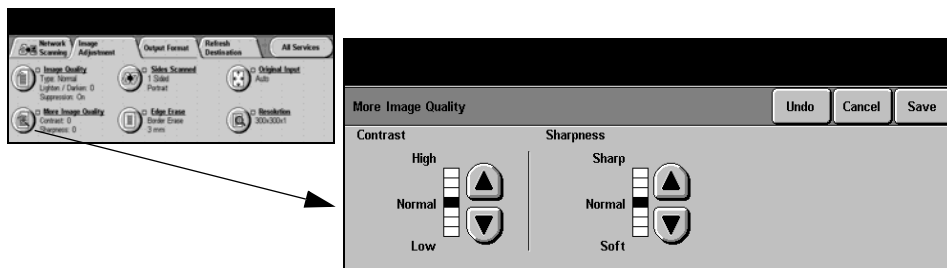 Network Scanning
Image Adjustment
Output Format
Refresh Destination
All Services
Image Quality
Type: Normal
Lighten / Darken: 0
Suppression: On
Sides Scanned
1 Sided
Portrait
Original Input
Auto
More Image Quality
Contrast: 0
Sharpness: 0
Edge Erase
Border Erase
3 mm
Resolution
300x300x1
More Image Quality
Undo
Cancel
Save
Contrast
High
Normal
Low
Sharpness
Sharp
Normal
Soft